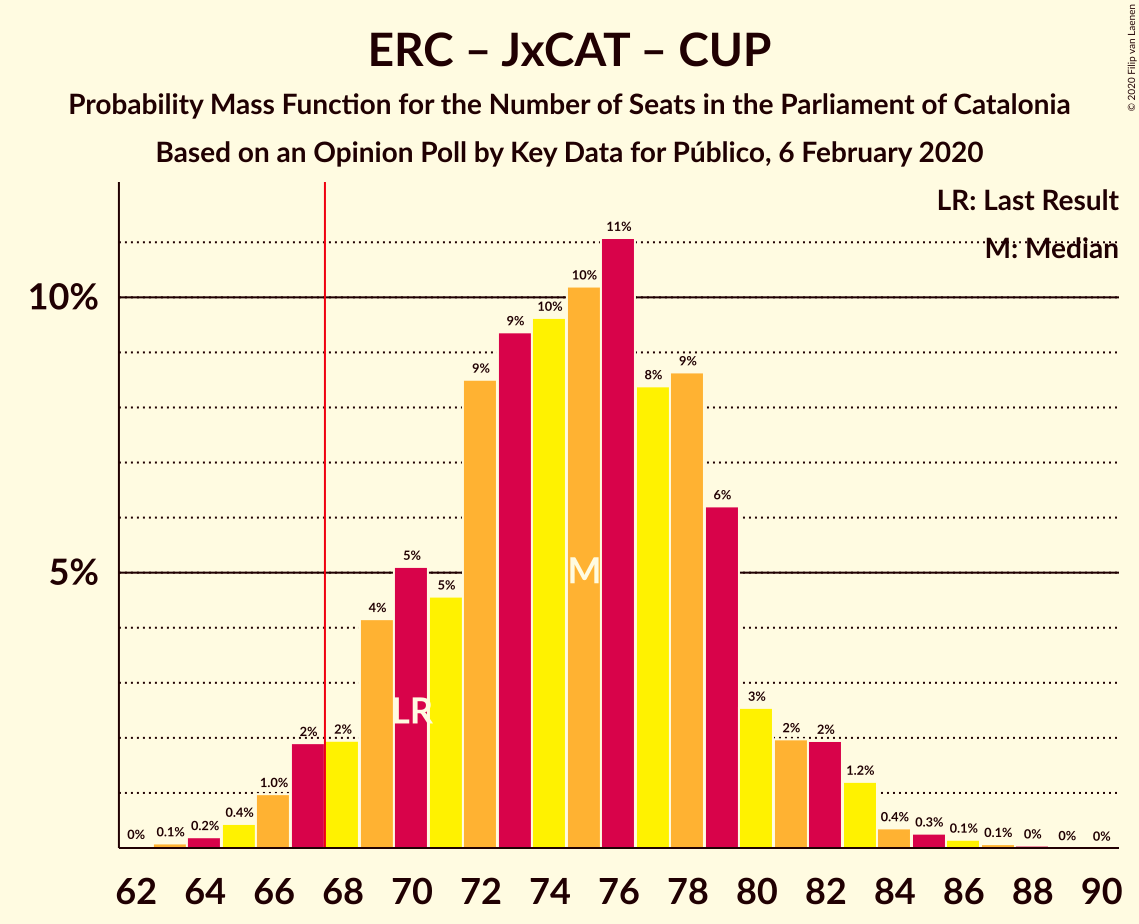 ERC – JxCAT – CUP
Probability Mass Function for the Number of Seats in the Parliament of Catalonia
Based on an Opinion Poll by Key Data for Público, 6 February 2020
© 2020 Filip van Laenen
LR: Last Result
M: Median
10%
5%
0% 0.1% 0.2% 0.4% 1.0% 2% 2% 4% 5% 5% 9% 9% 10% 10% 11% 8% 9% 6% 3% 2% 2% 1.2% 0.4% 0.3% 0.1% 0.1% 0% 0% 0%
M
LR
62 64 66 68 70 72 74 76 78 80 82 84 86 88 90